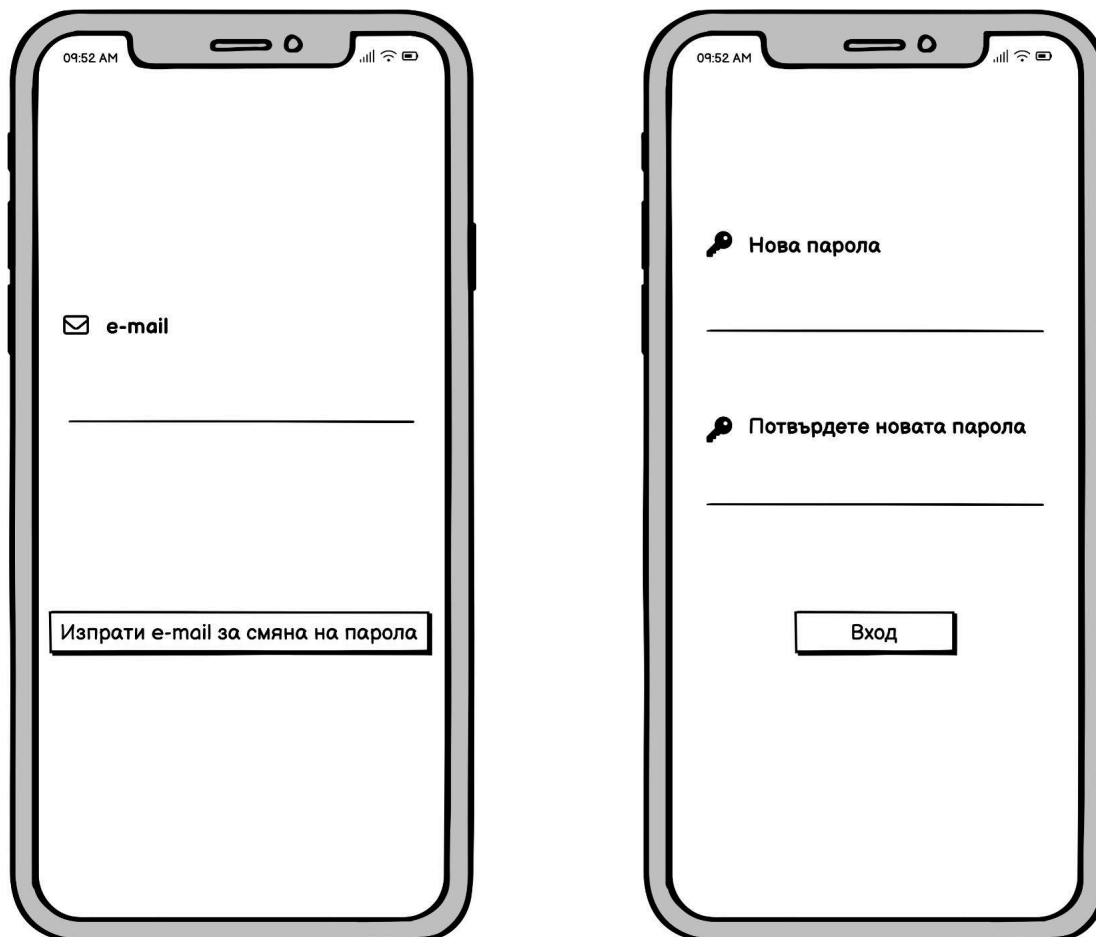 09:52 AM
e-mail
Изпрати e-mail за смяна на парола
09:52 AM
Нова парола
Потвърдете новата парола
Вход